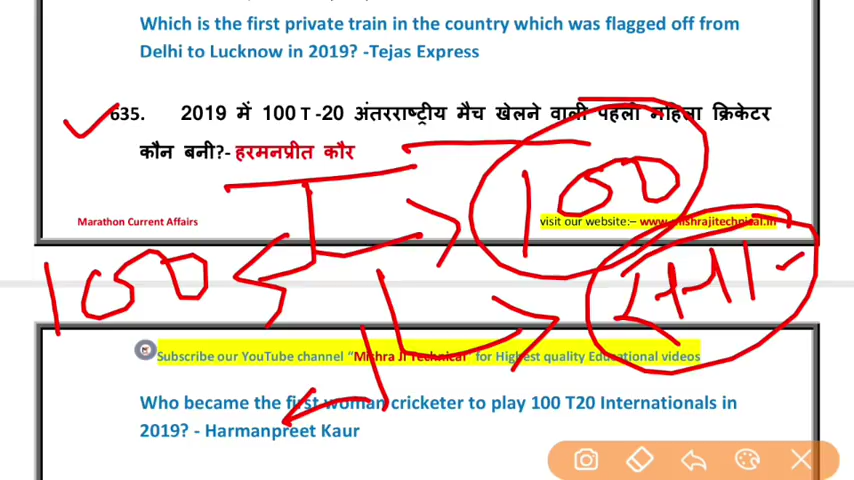 Which is the first private train in the country which was flagged off from
Delhi to Lucknow in 2019? -Tejas Express
635. 2019 में 100 T -20 अंतरराष्ट्रीय मैच खेलने वाली पहली महिला क्रिकेटर
कौन बनी?- हरमनप्रीत कौर
100
Marathon Current Affairs
visit our website:– www.mishrajitechnical.in
100
Subscribe our YouTube channel “Mishra Ji Technical” for Highest quality Educational videos
Who became the first woman cricketer to play 100 T20 Internationals in
2019? - Harmanpreet Kaur